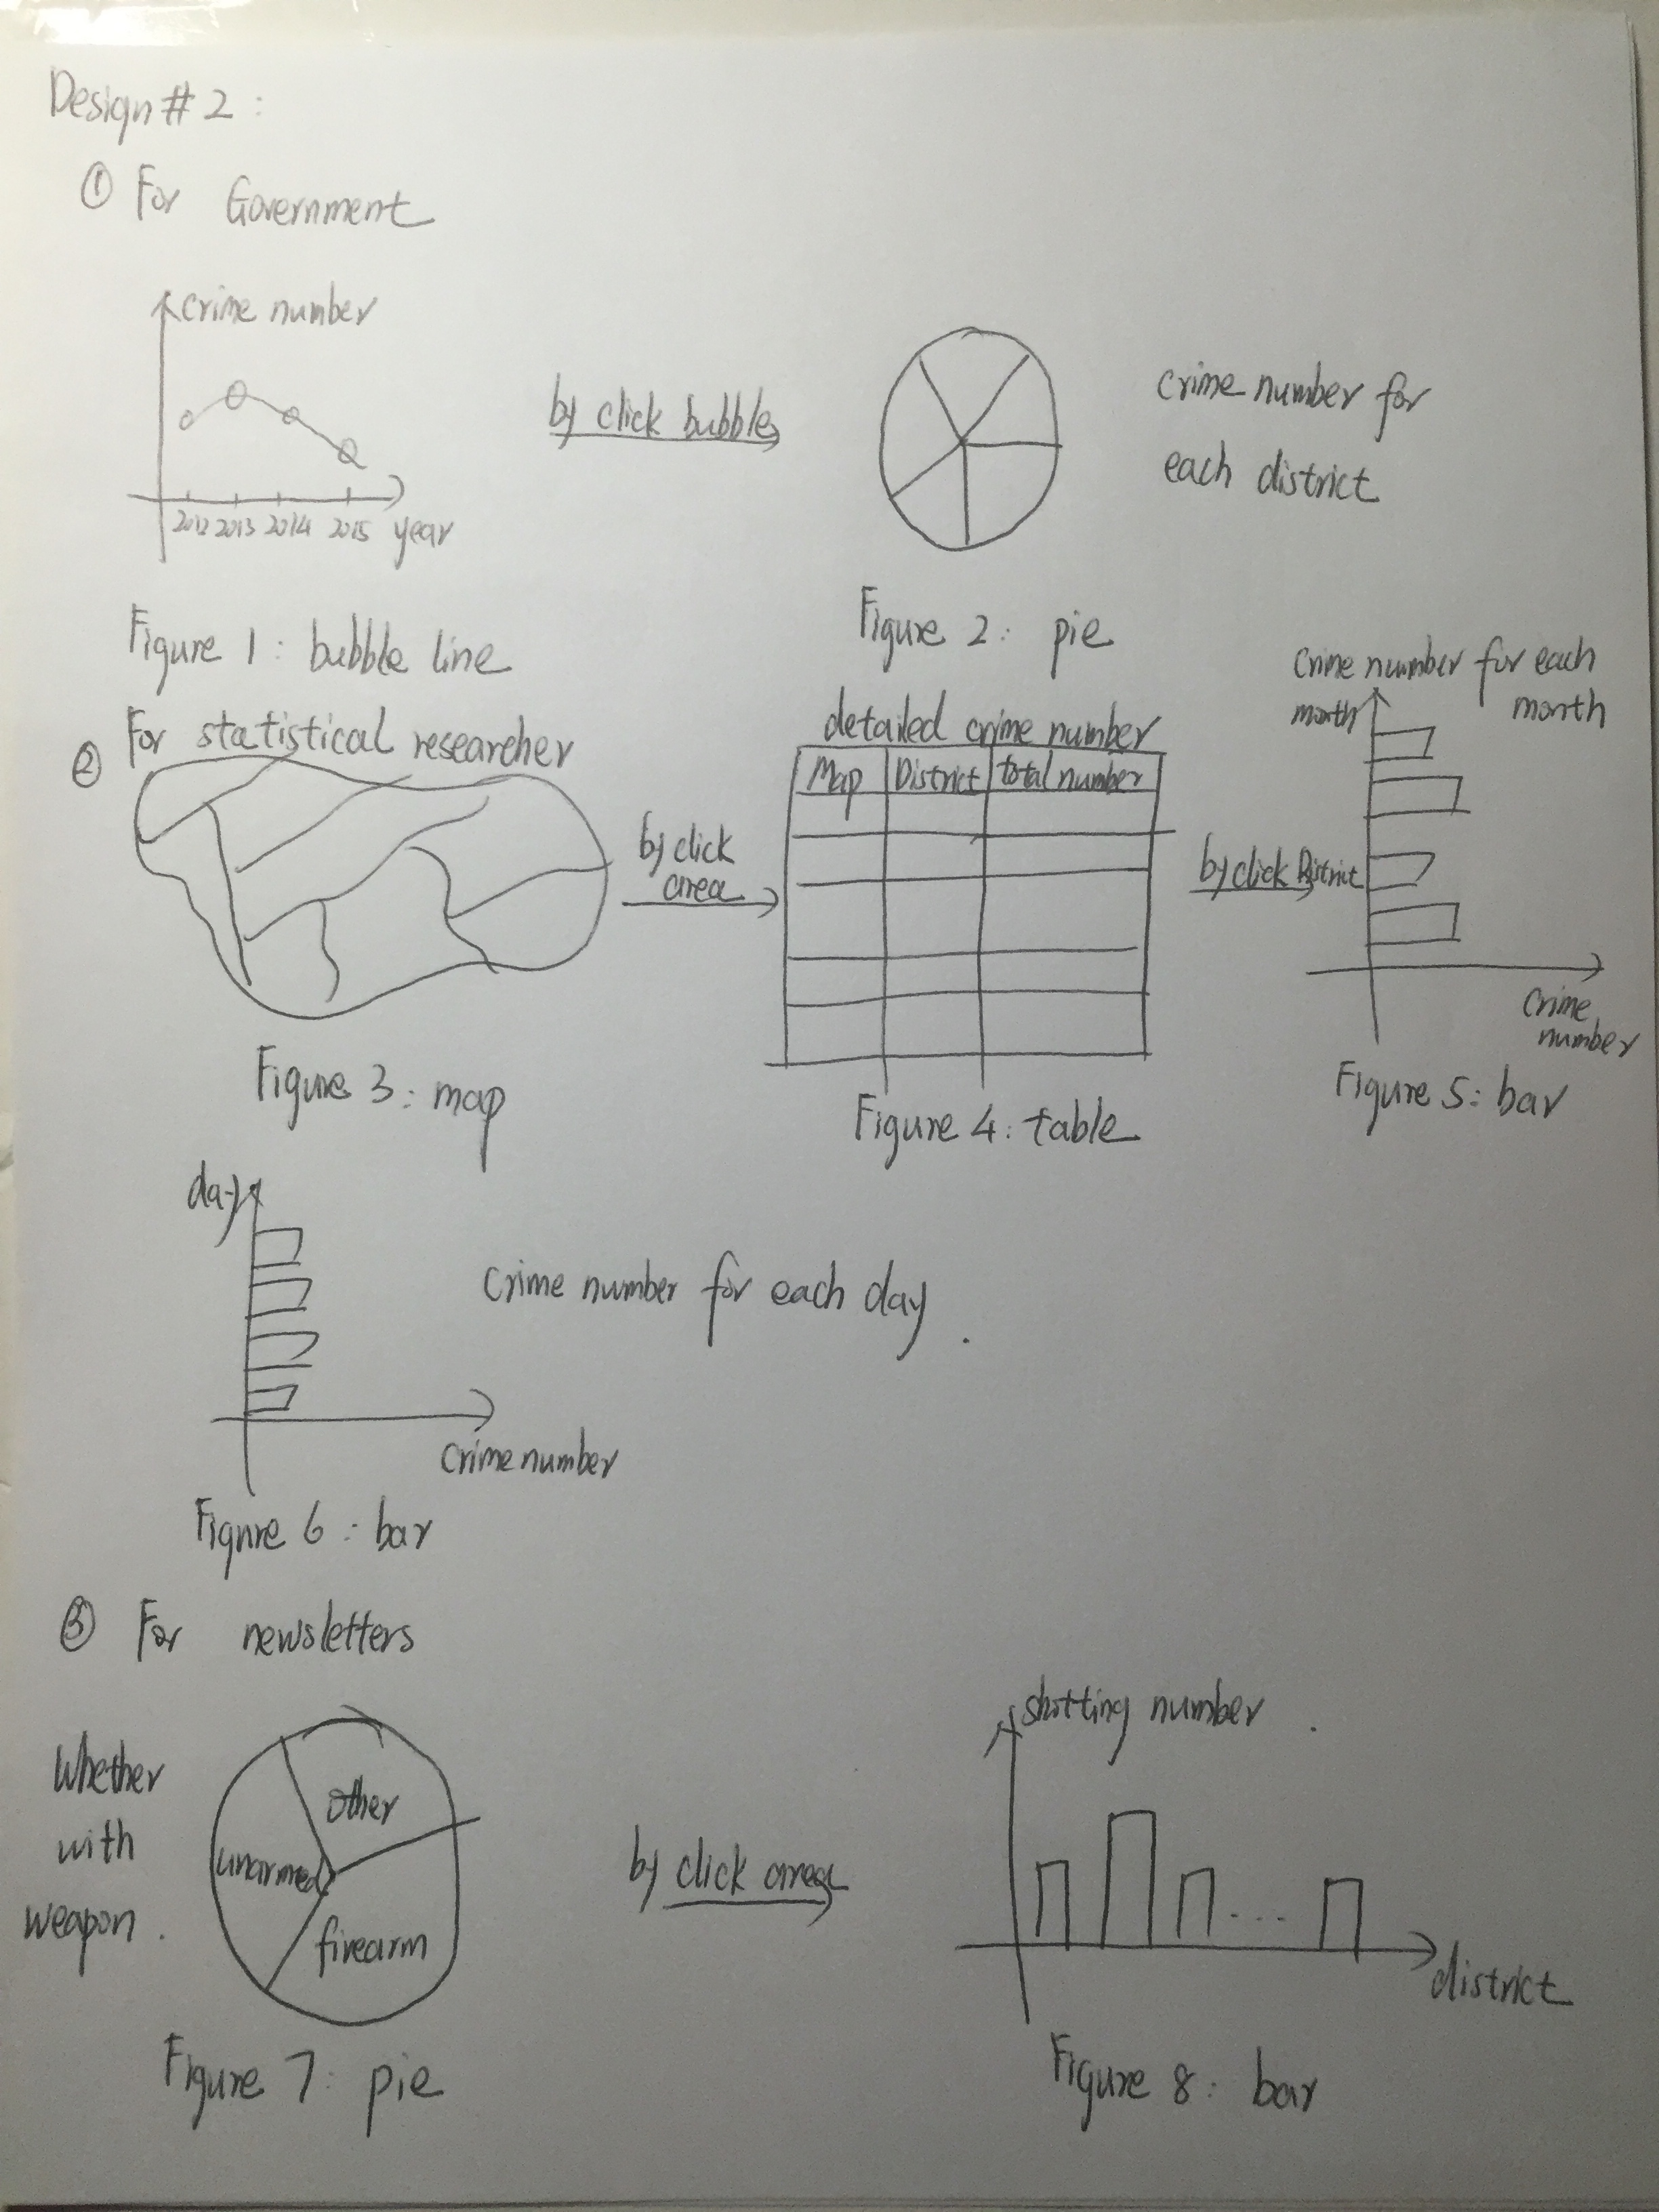 Design # 2 :
① For Government
crime number
2012 2013 2014 2015 year
Figure 1 : bubble line
by click bubble
crime number for
each district
Figure 2 : pie
② For statistical researcher
Figure 3 : map
by click
area
detailed crime number
Map District total number
Figure 4 : table
by click District
Crime number for each
month
month
Crime
number
Figure 5 : bar
day
Crime number for each day .
Crime number
Figure 6 : bar
③ For newsletters
Whether
with
weapon .
other
unarmed
firearm
Figure 7 : pie
by click area
shotting number .
district
Figure 8 : bar